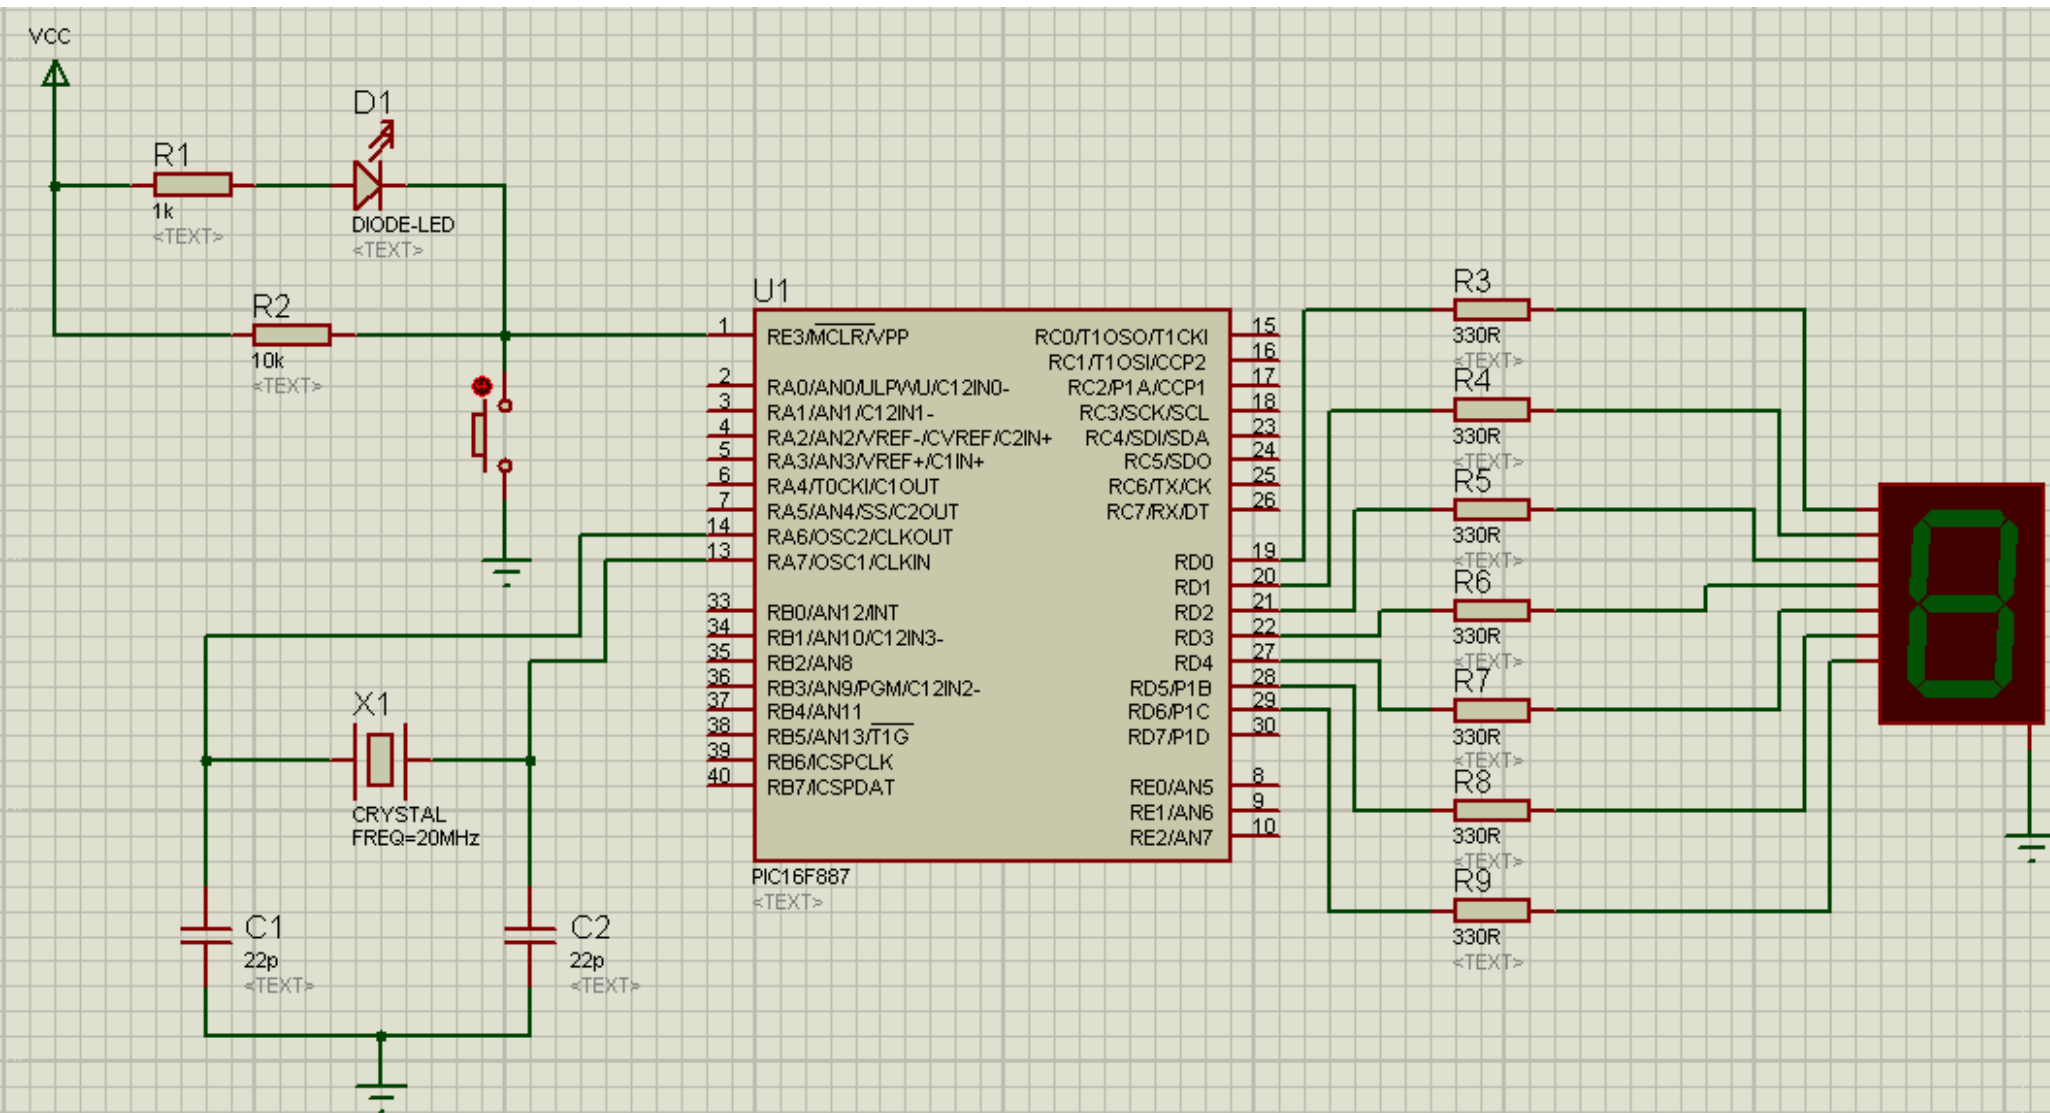 VCC
D1
R1
1k
<TEXT>
DIODE-LED
<TEXT>
R2
10k
<TEXT>
U1
1
RE3/MCLR/VPP
2
RA0/AN0/ULPWU/C12IN0-
3
RA1/AN1/C12IN1-
4
RA2/AN2/VREF-/CVREF/C2IN+
5
RA3/AN3/VREF+/C1IN+
6
RA4/T0CKI/C1OUT
7
RA5/AN4/SS/C2OUT
14
RA6/OSC2/CLKOUT
13
RA7/OSC1/CLKIN
33
RB0/AN12/INT
34
RB1/AN10/C12IN3-
35
RB2/AN8
36
RB3/AN9/PGM/C12IN2-
37
RB4/AN11
38
RB5/AN13/T1G
39
RB6/ICSPCLK
40
RB7/ICSPDAT
RC0/T1OSO/T1CKI
15
RC1/T1OSI/CCP2
16
RC2/P1A/CCP1
17
RC3/SCK/SCL
18
RC4/SDI/SDA
23
RC5/SDO
24
RC6/TX/CK
25
RC7/RX/DT
26
RD0
19
RD1
20
RD2
21
RD3
22
RD4
27
RD5/P1B
28
RD6/P1C
29
RD7/P1D
30
RE0/AN5
8
RE1/AN6
9
RE2/AN7
10
PIC16F887
<TEXT>
X1
CRYSTAL
FREQ=20MHz
C1
22p
<TEXT>
C2
22p
<TEXT>
R3
330R
<TEXT>
R4
330R
<TEXT>
R5
330R
<TEXT>
R6
330R
<TEXT>
R7
330R
<TEXT>
R8
330R
<TEXT>
R9
330R
<TEXT>